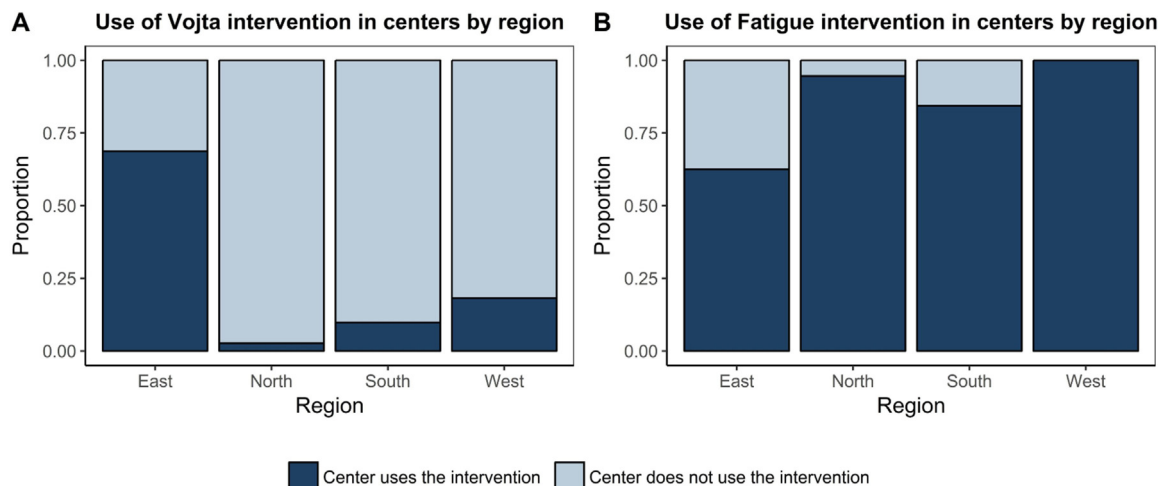 A Use of Vojta intervention in centers by region
Proportion
1.00
0.75
0.50
0.25
0.00
East North South West
Region
B Use of Fatigue intervention in centers by region
Proportion
1.00
0.75
0.50
0.25
0.00
East North South West
Region
Center uses the intervention Center does not use the intervention